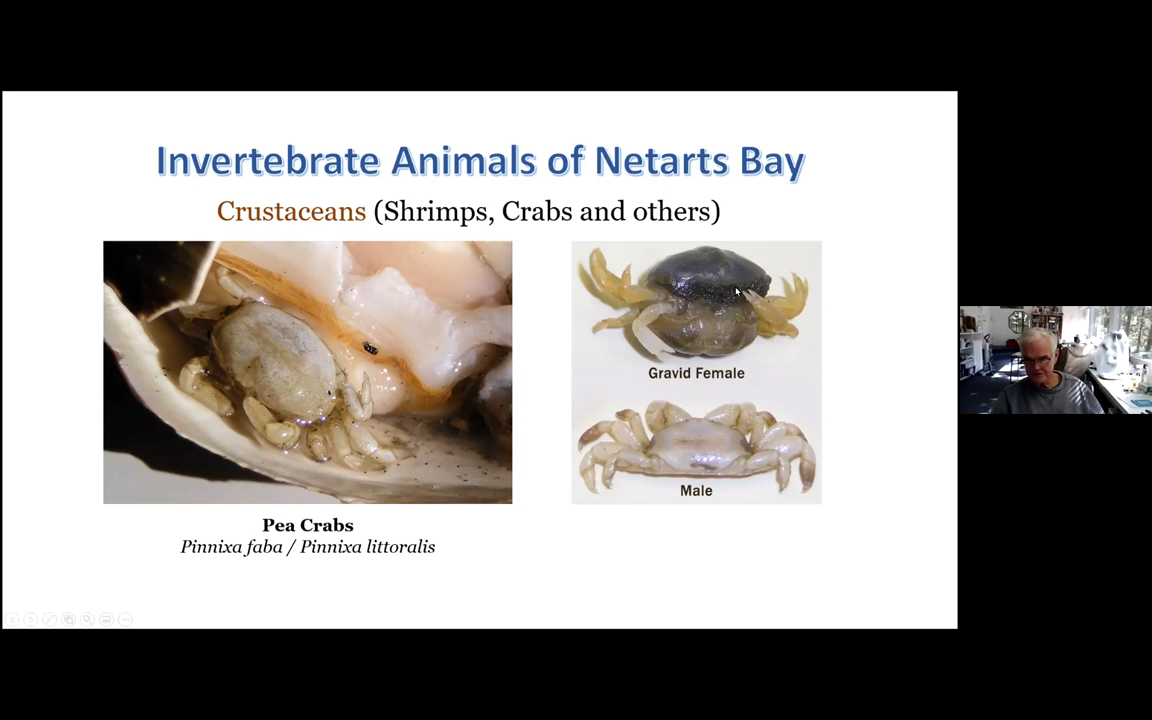 Invertebrate Animals of Netarts Bay
Crustaceans (Shrimps, Crabs and others)
Gravid Female
Male
Pea Crabs
Pinnixa faba / Pinnixa littoralis